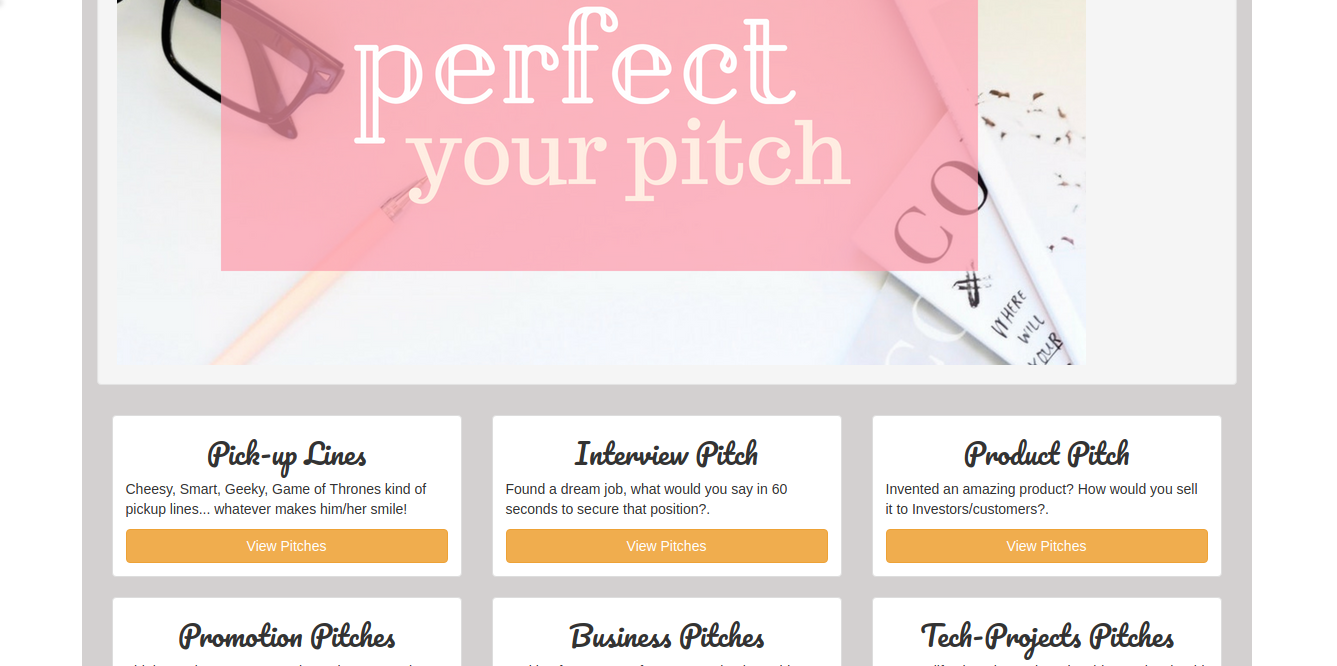 perfect
your pitch
CO
#
WHERE
WILL
YOUR
CO
Pick-up Lines
Interview Pitch
Product Pitch
Cheesy, Smart, Geeky, Game of Thrones kind of
pickup lines... whatever makes him/her smile!
Found a dream job, what would you say in 60
seconds to secure that position?.
Invented an amazing product? How would you sell
it to Investors/customers?.
View Pitches
View Pitches
View Pitches
Promotion Pitches
Business Pitches
Tech-Projects Pitches